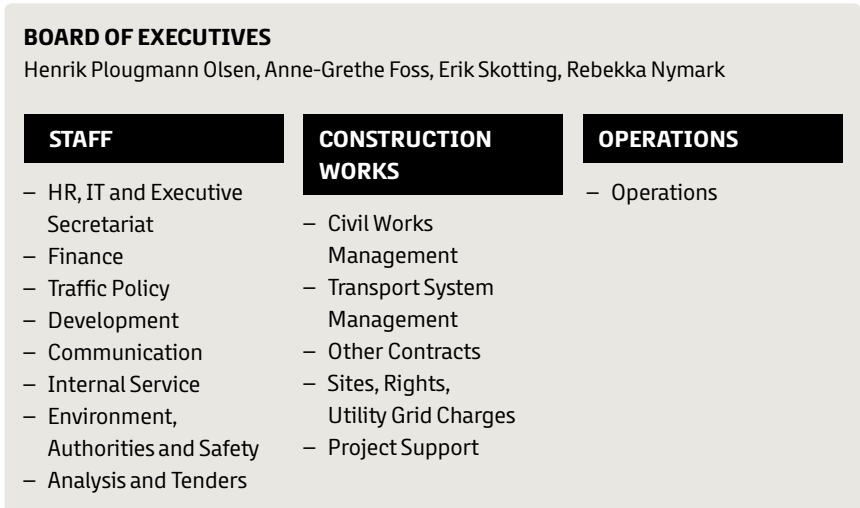 BOARD OF EXECUTIVES
Henrik Plougmann Olsen, Anne-Grethe Foss, Erik Skotting, Rebekka Nymark
STAFF
– HR, IT and Executive
Secretariat
– Finance
– Traffic Policy
– Development
– Communication
– Internal Service
– Environment,
Authorities and Safety
– Analysis and Tenders
CONSTRUCTION
WORKS
– Civil Works
Management
– Transport System
Management
– Other Contracts
– Sites, Rights,
Utility Grid Charges
– Project Support
OPERATIONS
– Operations